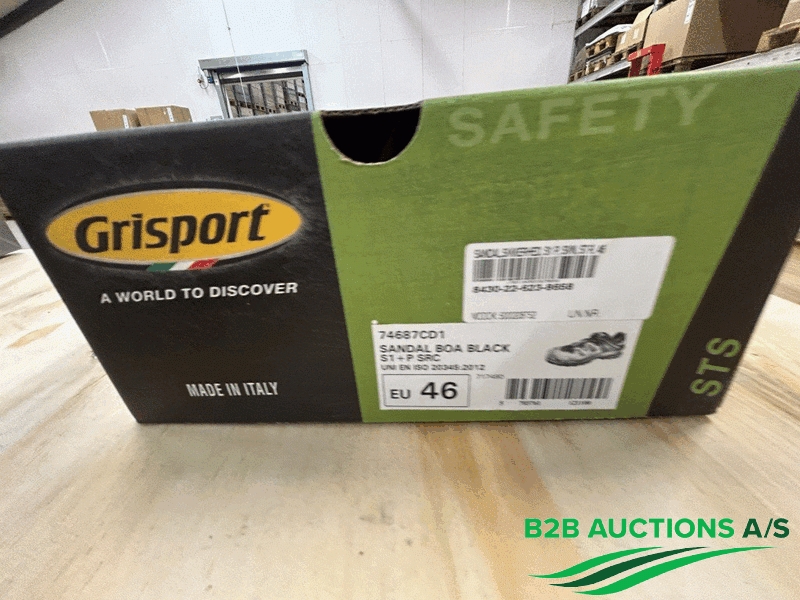 SAFETY
Grisport
A WORLD TO DISCOVER
MADE IN ITALY
8430-22-623-8658
74687CD1
SANDAL BOA BLACK
S1+P SRC
UNI EN ISO 20345:2012
EU 46
STS
B2B AUCTIONS A/S